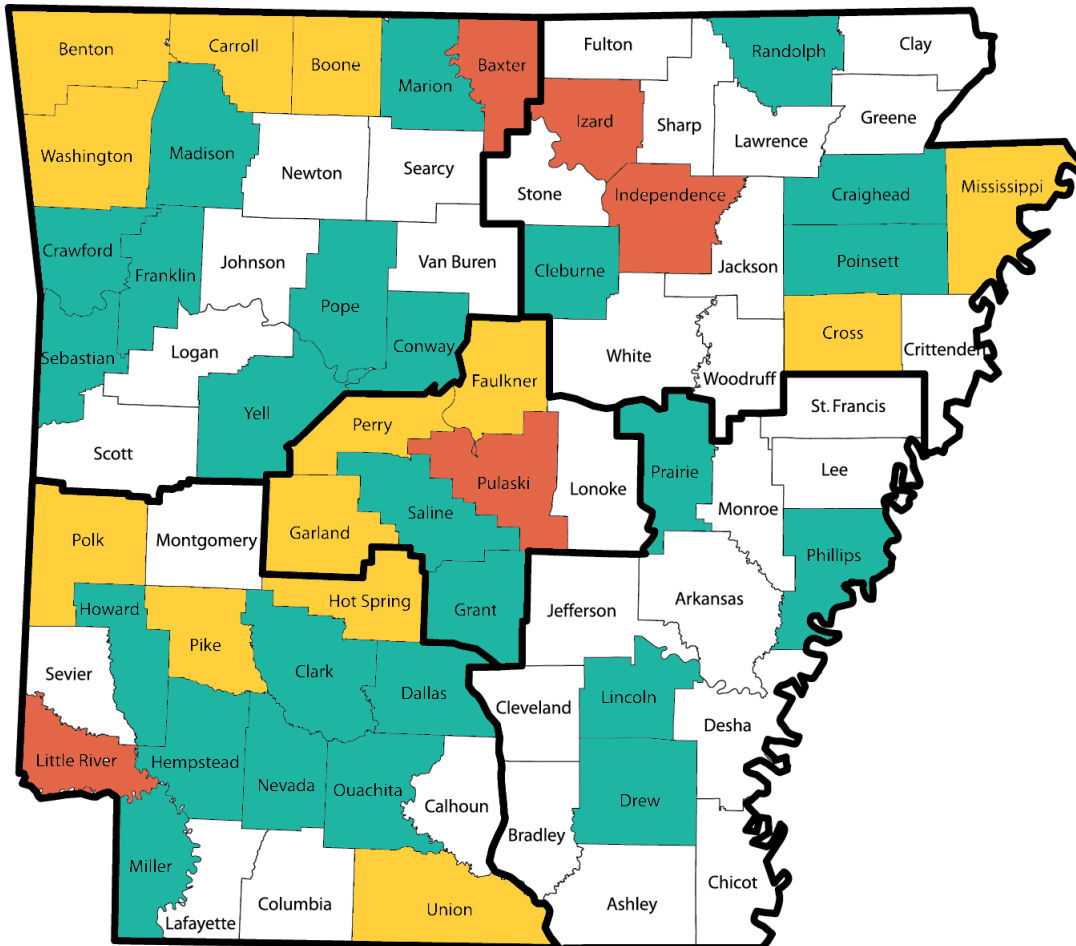 Benton
Carroll
Boone
Marion
Baxter
Fulton
Randolph
Clay
Washington
Madison
Newton
Searcy
Izard
Sharp
Lawrence
Greene
Stone
Independence
Craighead
Mississippi
Crawford
Franklin
Johnson
Van Buren
Cleburne
Jackson
Poinsett
Sebastian
Logan
Pope
Conway
White
Woodruff
Cross
Crittenden
Faulkner
Yell
Perry
St. Francis
Scott
Pulaski
Lonoke
Prairie
Lee
Monroe
Polk
Montgomery
Garland
Saline
Phillips
Howard
Hot Spring
Grant
Jefferson
Arkansas
Pike
Sevier
Clark
Dallas
Cleveland
Lincoln
Desha
Little River
Hempstead
Nevada
Ouachita
Calhoun
Drew
Bradley
Miller
Lafayette
Columbia
Union
Ashley
Chicot